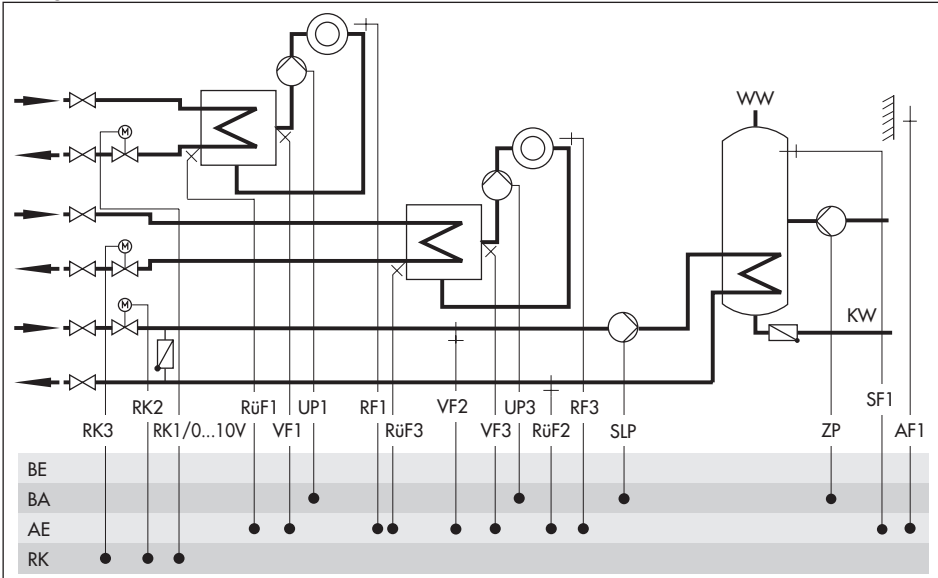 M
WW
M
M
KW
RK2 RüF1 UP1 RF1 VF2 UP3 RF3 SF1
RK3 RK1/0...10V VF1 RüF3 VF3 RüF2 SLP ZP AF1
BE
BA
AE
RK